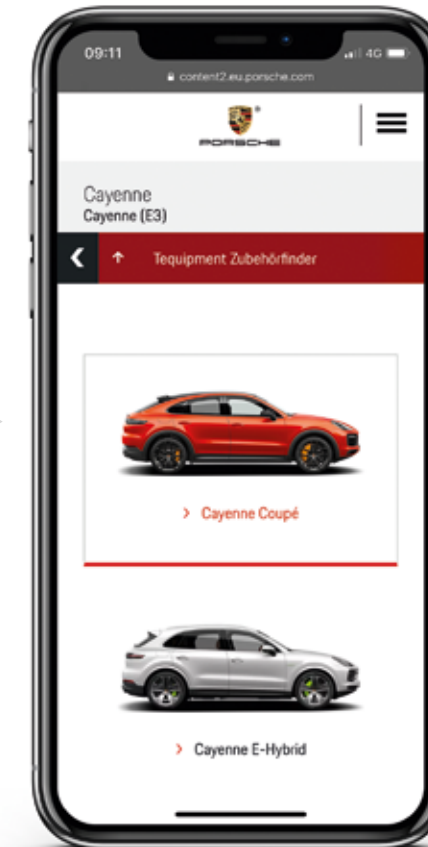 09:11
4G
content2.eu.porsche.com
PORSCHE
Cayenne
Cayenne (E3)
Tequipment Zubehörfinder
Cayenne Coupé
Cayenne E-Hybrid